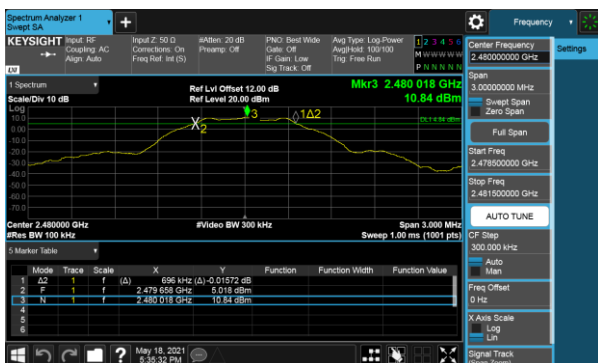 Spectrum Analyzer 1
Swept SA
Frequency
KEYSIGHT
Input: RF
Coupling: AC
Align: Auto
Input Z: 50 Ω
Corrections: On
Freq Ref: Int (S)
#Atten: 20 dB
Preamp: Off
PNO: Best Wide
Gate: Off
IF Gain: Low
Sig Track: Off
Avg Type: Log-Power
Avg|Hold: 100/100
Trig: Free Run
1 2 3 4 5 6
M W W W W W
P N N N N N
LXI
1 Spectrum
Scale/Div 10 dB
Ref Lvl Offset 12.00 dB
Ref Level 20.00 dBm
Mkr3 2.480 018 GHz
10.84 dBm
Log
10.0
0.00
-10.0
-20.0
-30.0
-40.0
-50.0
-60.0
-70.0
2
3
1Δ2
DL1 4.84 dBm
Center 2.480000 GHz
#Res BW 100 kHz
#Video BW 300 kHz
Span 3.000 MHz
Sweep 1.00 ms (1001 pts)
5 Marker Table
Mode Trace Scale X Y Function Function Width Function Value
1 Δ2 1 f (Δ) 696 kHz (Δ) -0.01572 dB
2 F 1 f 2.479 658 GHz 5.018 dBm
3 N 1 f 2.480 018 GHz 10.84 dBm
4
5
6
Center Frequency
2.480000000 GHz
Settings
Span
3.00000000 MHz
Swept Span
Zero Span
Full Span
Start Freq
2.478500000 GHz
Stop Freq
2.481500000 GHz
AUTO TUNE
CF Step
300.000 kHz
Auto
Man
Freq Offset
0 Hz
X Axis Scale
Log
Lin
Signal Track
(Span Zoom)
?
May 18, 2021
5:35:32 PM